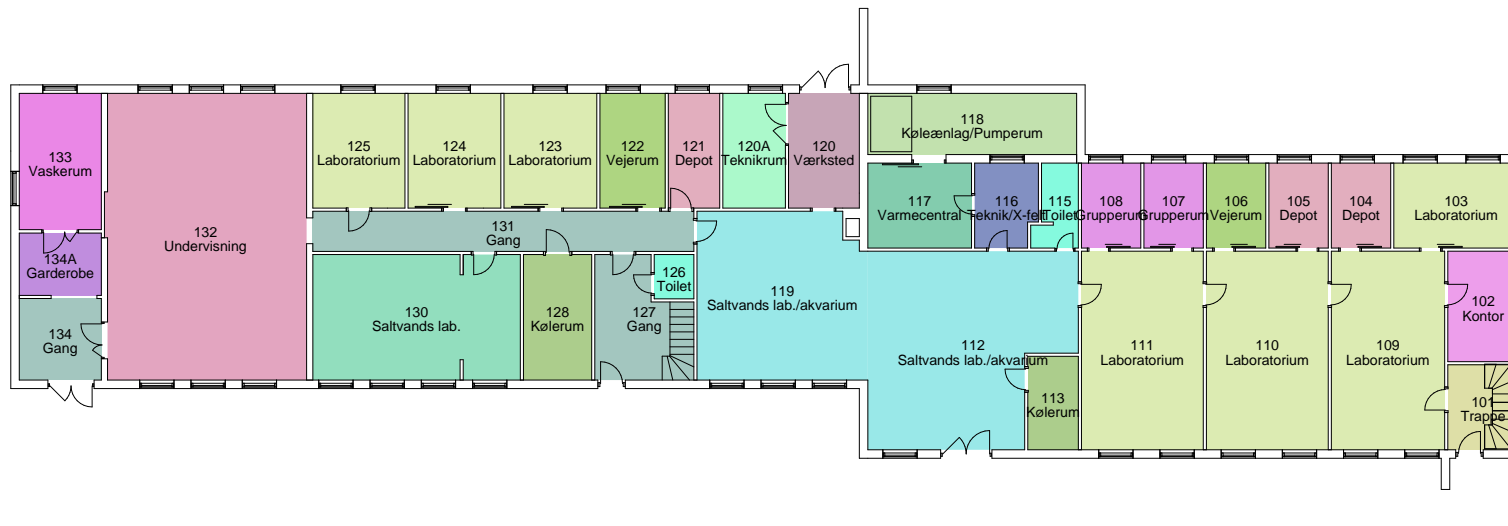 133
Vaskerum
134A
Garderobe
134
Gang
132
Undervisning
125
Laboratorium
124
Laboratorium
123
Laboratorium
122
Vejerum
121
Depot
120A
Teknikrum
120
Værksted
131
Gang
130
Saltvands lab.
128
Kølerum
127
Gang
126
Toilet
119
Saltvands lab./akvarium
118
Køleænlag/Pumperum
117
Varmecentral
116
Teknik/X-felt
115
Toilet
108
Grupperum
107
Grupperum
106
Vejerum
105
Depot
104
Depot
103
Laboratorium
112
Saltvands lab./akvarium
113
Kølerum
111
Laboratorium
110
Laboratorium
109
Laboratorium
102
Kontor
101
Trappe